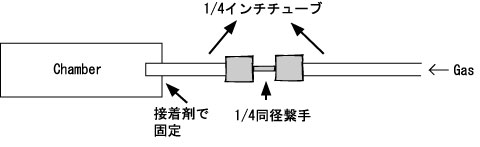 1/4インチチューブ
Chamber
← Gas
接着剤で
固定
1/4同径繋手